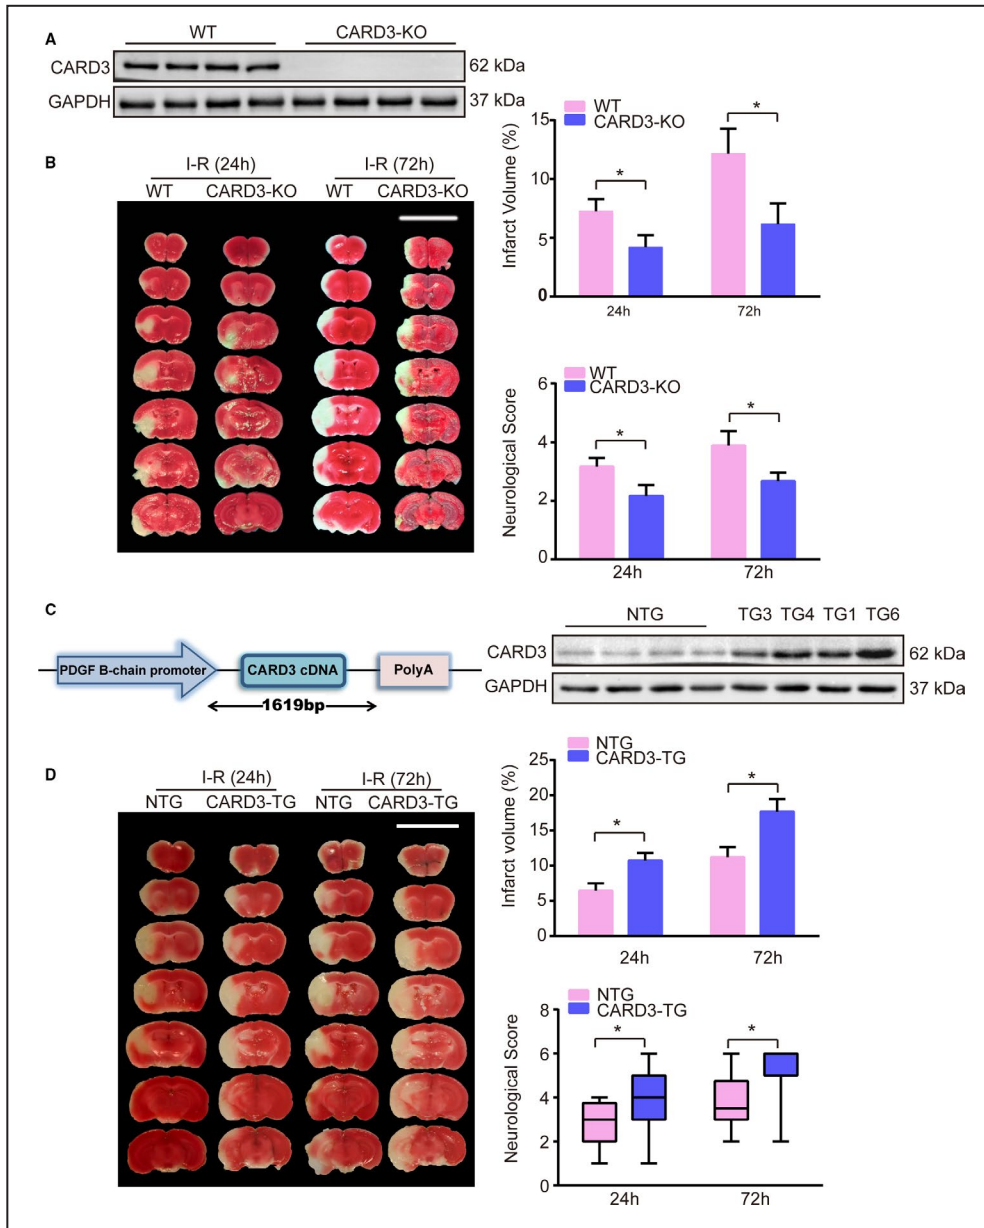 A
WT CARD3-KO
CARD3 62 kDa
GAPDH 37 kDa
B
I-R (24h) I-R (72h)
WT CARD3-KO WT CARD3-KO
WT
CARD3-KO
Infarct Volume (%)
15
10
5
0
* *
24h 72h
WT
CARD3-KO
Neurological Score
6
4
2
0
* *
24h 72h
C
PDGF B-chain promoter CARD3 cDNA PolyA
1619bp
NTG TG3 TG4 TG1 TG6
CARD3 62 kDa
GAPDH 37 kDa
D
I-R (24h) I-R (72h)
NTG CARD3-TG NTG CARD3-TG
NTG
CARD3-TG
Infarct volume (%)
25
20
15
10
5
0
* *
24h 72h
NTG
CARD3-TG
Neurological Score
8
6
4
2
0
* *
24h 72h